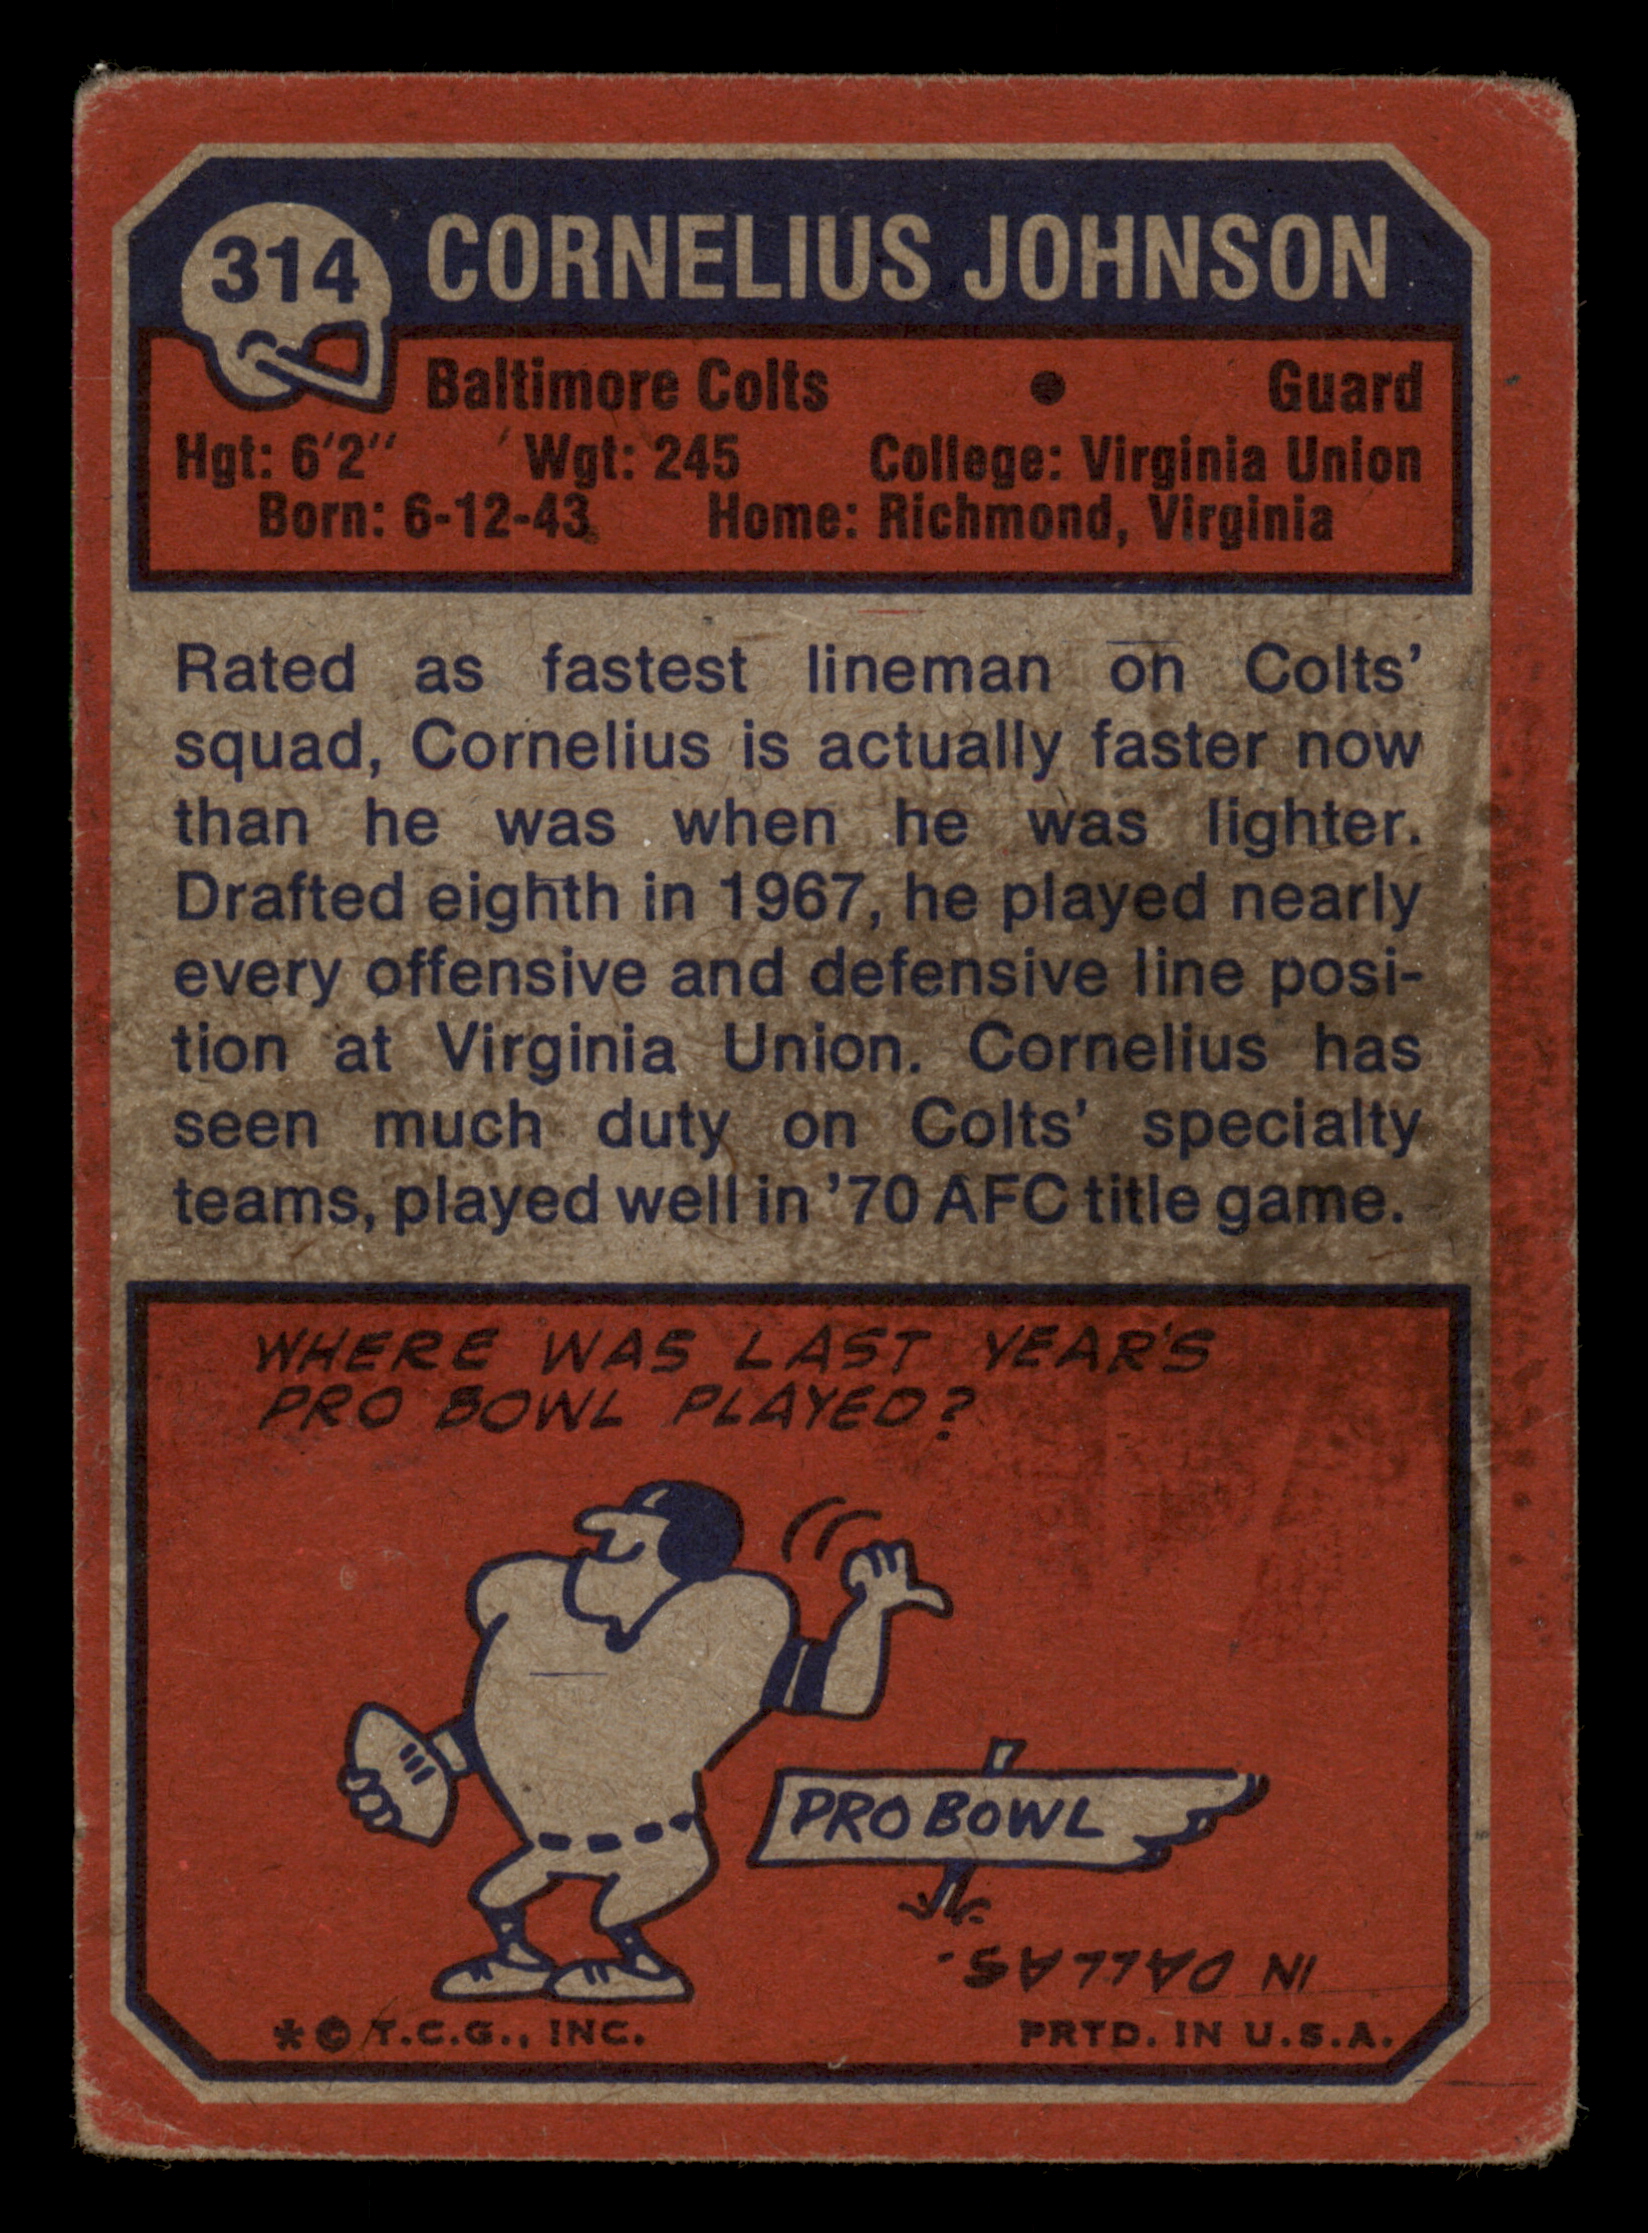 314 CORNELIUS JOHNSON
Baltimore Colts • Guard
Hgt: 6'2" Wgt: 245 College: Virginia Union
Born: 6-12-43 Home: Richmond, Virginia
Rated as fastest lineman on Colts'
squad, Cornelius is actually faster now
than he was when he was lighter.
Drafted eighth in 1967, he played nearly
every offensive and defensive line posi-
tion at Virginia Union. Cornelius has
seen much duty on Colts' specialty
teams, played well in '70 AFC title game.
WHERE WAS LAST YEAR'S
PRO BOWL PLAYED?
PRO BOWL
IN DALLAS.
* © T.C.G., INC. PRTD. IN U.S.A.